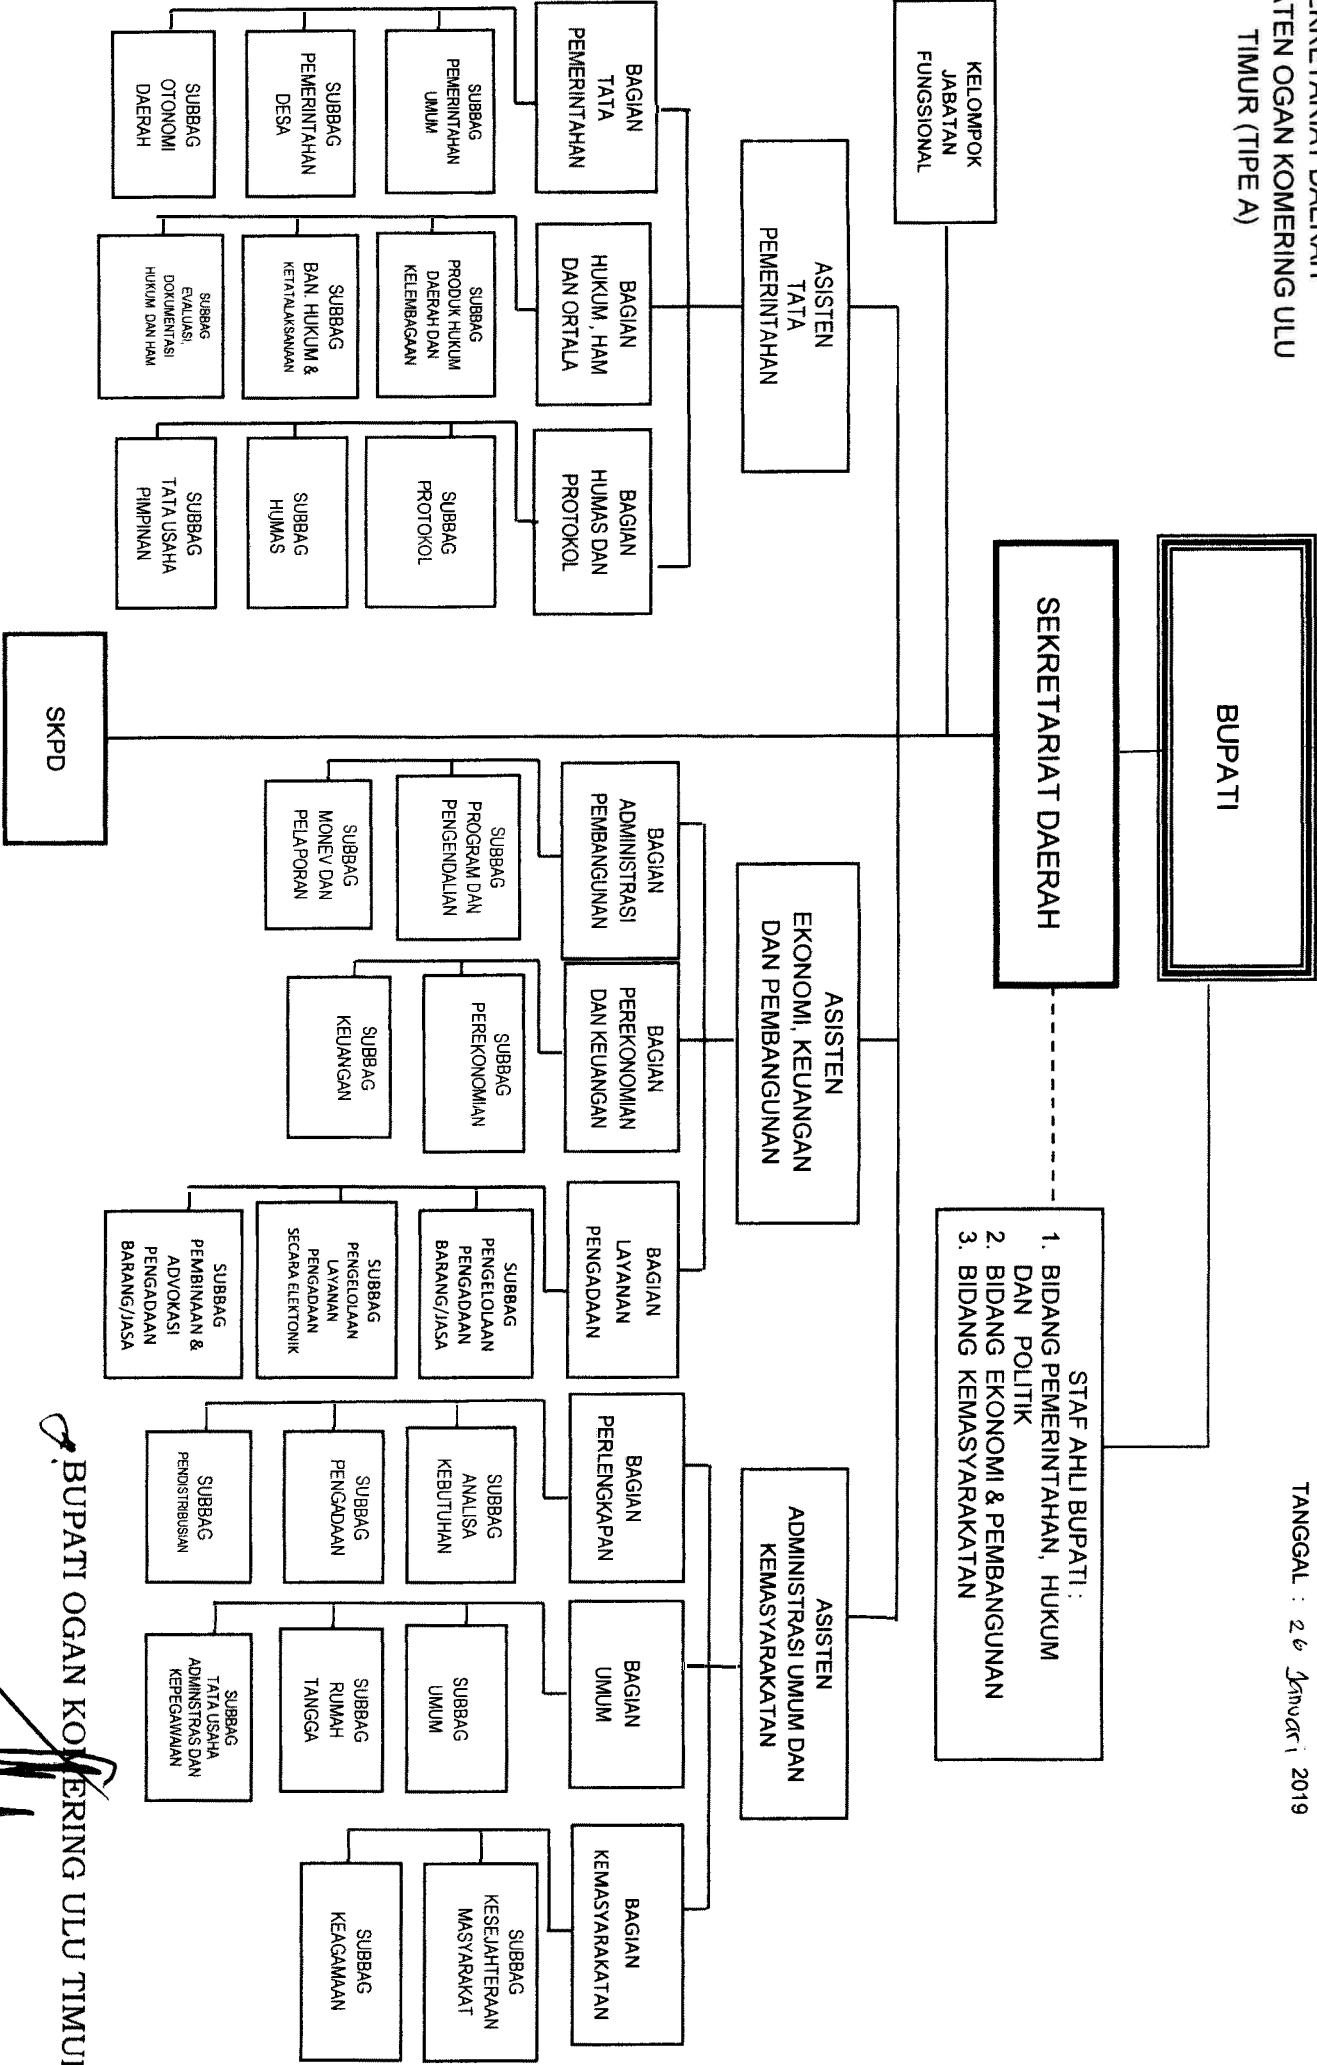 TANGGAL : 26 Januari 2019
TEN OGAN KOMERING ULU
TIMUR (TIPE A)
BUPATI
SEKRETARIAT DAERAH
STAF AHLI BUPATI :
1. BIDANG PEMERINTAHAN, HUKUM
DAN POLITIK
2. BIDANG EKONOMI & PEMBANGUNAN
3. BIDANG KEMASYARAKATAN
KELOMPOK
JABATAN
FUNGSIONAL
ASISTEN
TATA
PEMERINTAHAN
ASISTEN
EKONOMI, KEUANGAN
DAN PEMBANGUNAN
ASISTEN
ADMINISTRASI UMUM DAN
KEMASYARAKATAN
BAGIAN
TATA
PEMERINTAHAN
BAGIAN
HUKUM, HAM
DAN ORTALA
BAGIAN
HUMAS DAN
PROTOKOL
BAGIAN
ADMINISTRASI
PEMBANGUNAN
BAGIAN
PEREKONOMIAN
DAN KEUANGAN
BAGIAN
LAYANAN
PENGADAAN
BAGIAN
PERLENGKAPAN
BAGIAN
UMUM
BAGIAN
KEMASYARAKATAN
SUBBAG
PEMERINTAHAN
UMUM
SUBBAG
PRODUK HUKUM
DAERAH DAN
KELEMBAGAAN
SUBBAG
PROTOKOL
SUBBAG
PROGRAM DAN
PENGENDALIAN
SUBBAG
PEREKONOMIAN
SUBBAG
PENGELOLAAN
PENGADAAN
BARANG/JASA
SUBBAG
ANALISA
KEBUTUHAN
SUBBAG
UMUM
SUBBAG
KESEJAHTERAAN
MASYARAKAT
SUBBAG
PEMERINTAHAN
DESA
SUBBAG
BAN. HUKUM &
KETATALAKSANAAN
SUBBAG
HUMAS
SUBBAG
MONEV DAN
PELAPORAN
SUBBAG
KEUANGAN
SUBBAG
PENGELOLAAN
LAYANAN
PENGADAAN
SECARA ELEKTONIK
SUBBAG
PENGADAAN
SUBBAG
RUMAH
TANGGA
SUBBAG
KEAGAMAAN
SUBBAG
OTONOMI
DAERAH
SUBBAG
EVALUASI,
DOKUMENTASI
HUKUM DAN HAM
SUBBAG
TATA USAHA
PIMPINAN
SUBBAG
PEMBINAAN &
ADVOKASI
PENGADAAN
BARANG/JASA
SUBBAG
PENDISTRIBUSIAN
SUBBAG
TATA USAHA
ADMINSTRAS DAN
KEPEGAWAIAN
SKPD
BUPATI OGAN KOMERING ULU TIMUR